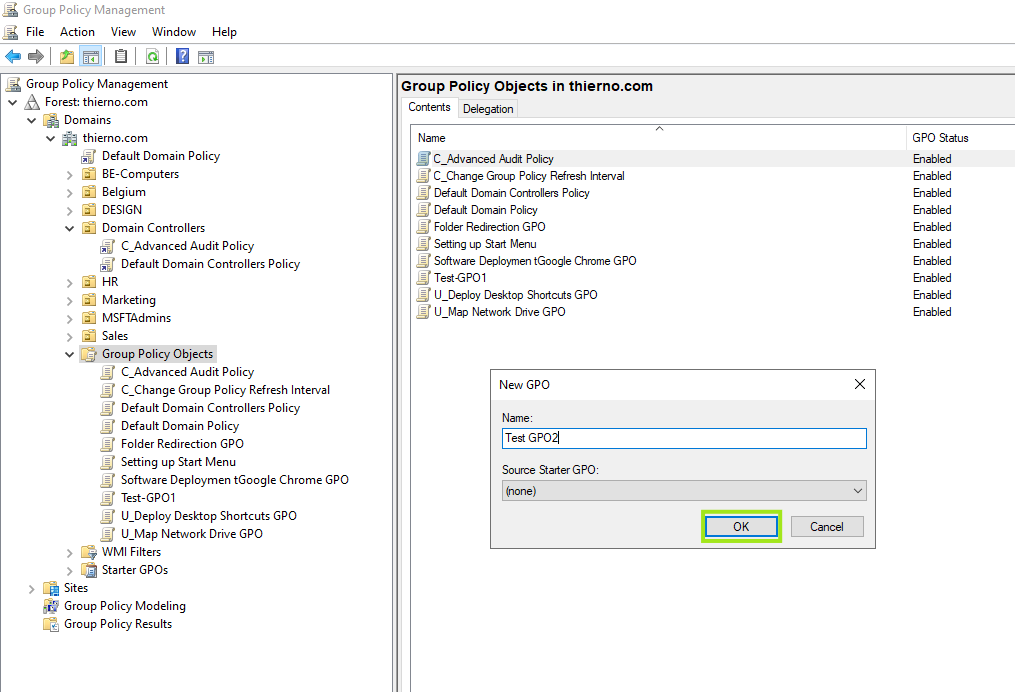 Group Policy Management
File Action View Window Help
Group Policy Management
Forest: thierno.com
Domains
thierno.com
Default Domain Policy
BE-Computers
Belgium
DESIGN
Domain Controllers
C_Advanced Audit Policy
Default Domain Controllers Policy
HR
Marketing
MSFTAdmins
Sales
Group Policy Objects
C_Advanced Audit Policy
C_Change Group Policy Refresh Interval
Default Domain Controllers Policy
Default Domain Policy
Folder Redirection GPO
Setting up Start Menu
Software Deploymen tGoogle Chrome GPO
Test-GPO1
U_Deploy Desktop Shortcuts GPO
U_Map Network Drive GPO
WMI Filters
Starter GPOs
Sites
Group Policy Modeling
Group Policy Results
Group Policy Objects in thierno.com
Contents Delegation
Name GPO Status
C_Advanced Audit Policy Enabled
C_Change Group Policy Refresh Interval Enabled
Default Domain Controllers Policy Enabled
Default Domain Policy Enabled
Folder Redirection GPO Enabled
Setting up Start Menu Enabled
Software Deploymen tGoogle Chrome GPO Enabled
Test-GPO1 Enabled
U_Deploy Desktop Shortcuts GPO Enabled
U_Map Network Drive GPO Enabled
New GPO
Name:
Test GPO2
Source Starter GPO:
(none)
OK Cancel